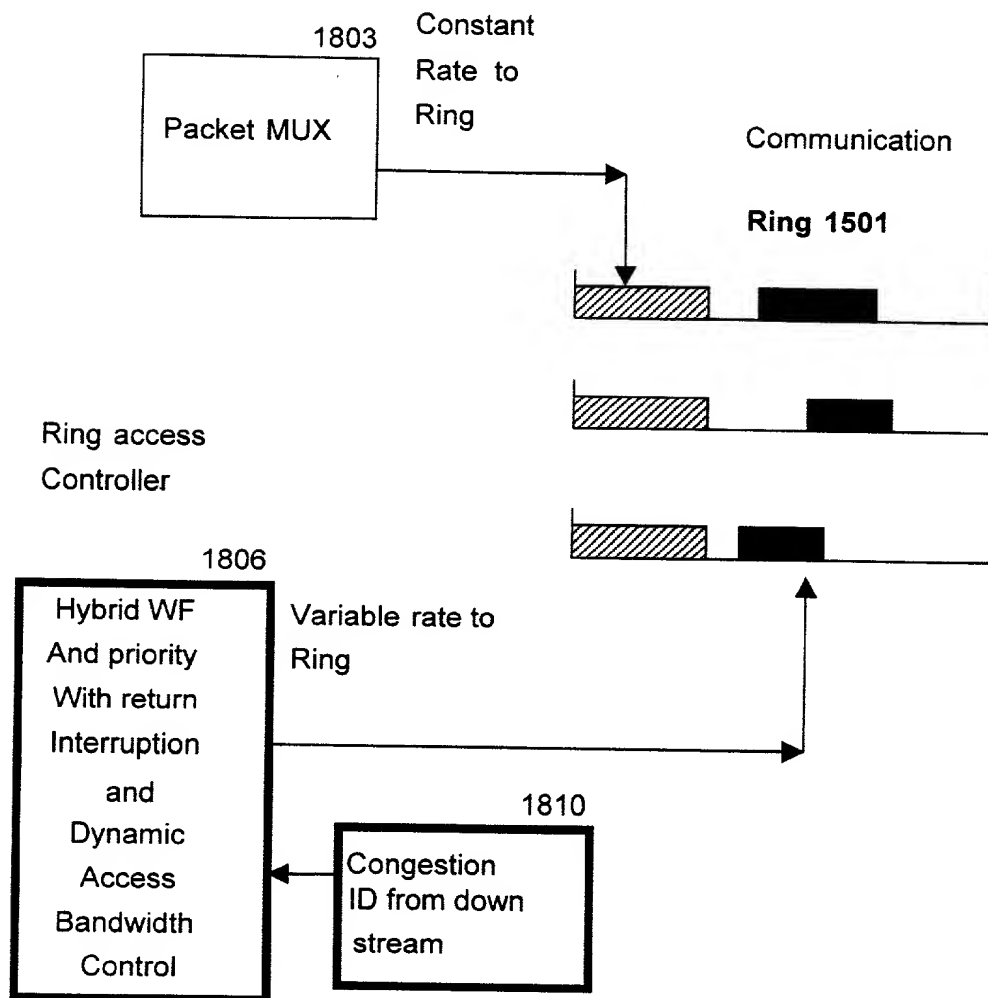 1803
Packet MUX
Constant
Rate to
Ring
Communication
Ring 1501
Ring access
Controller
1806
Hybrid WF
And priority
With return
Interruption
and
Dynamic
Access
Bandwidth
Control
Variable rate to
Ring
1810
Congestion
ID from down
stream